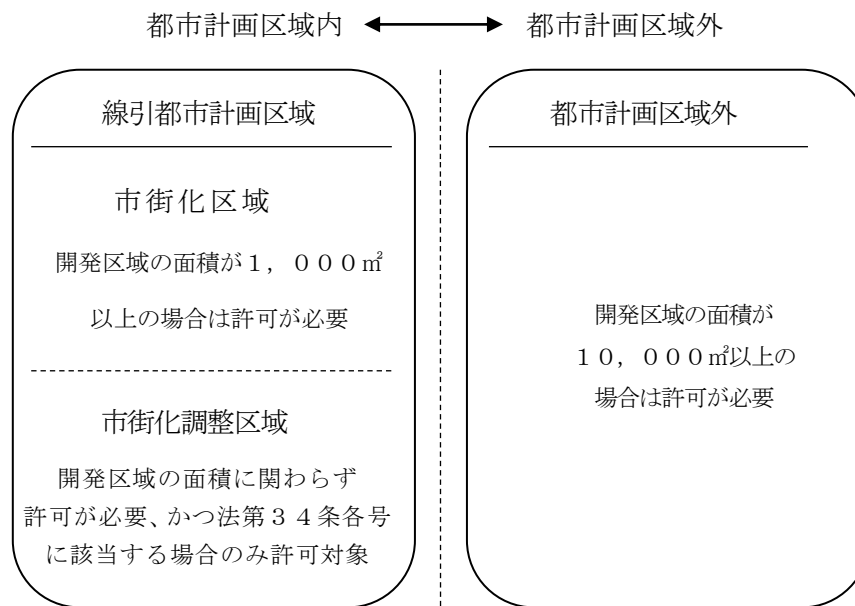 都市計画区域内 都市計画区域外
線引都市計画区域
市街化区域
開発区域の面積が１，０００㎡
以上の場合は許可が必要
市街化調整区域
開発区域の面積に関わらず
許可が必要、かつ法第３４条各号
に該当する場合のみ許可対象
都市計画区域外
開発区域の面積が
１０，０００㎡以上の
場合は許可が必要